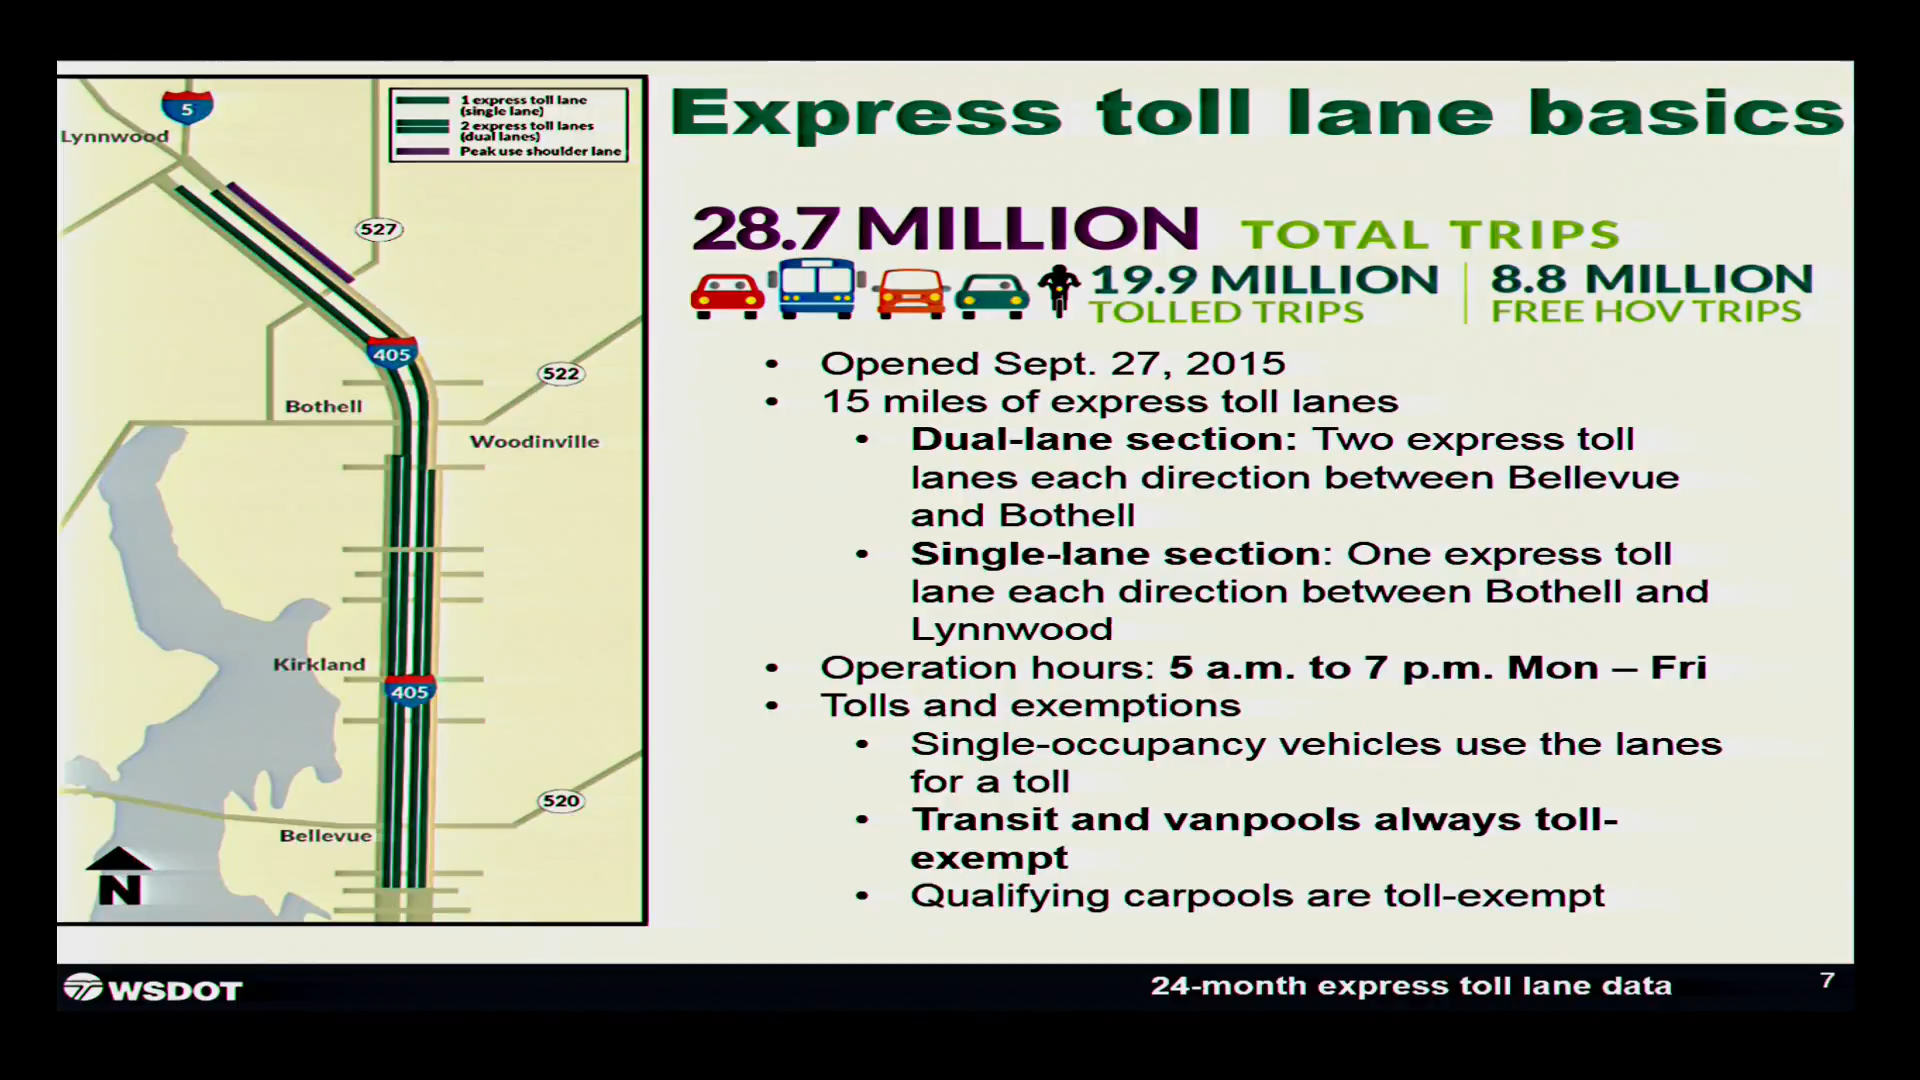 Express toll lane basics
5
Lynnwood
1 express toll lane
(single lane)
2 express toll lanes
(dual lanes)
Peak use shoulder lane
527
405
522
Bothell
Woodinville
Kirkland
405
520
Bellevue
N
28.7 MILLION TOTAL TRIPS
19.9 MILLION
TOLLED TRIPS
8.8 MILLION
FREE HOV TRIPS
• Opened Sept. 27, 2015
• 15 miles of express toll lanes
• Dual-lane section: Two express toll
lanes each direction between Bellevue
and Bothell
• Single-lane section: One express toll
lane each direction between Bothell and
Lynnwood
• Operation hours: 5 a.m. to 7 p.m. Mon – Fri
• Tolls and exemptions
• Single-occupancy vehicles use the lanes
for a toll
• Transit and vanpools always toll-
exempt
• Qualifying carpools are toll-exempt
WSDOT
24-month express toll lane data
7